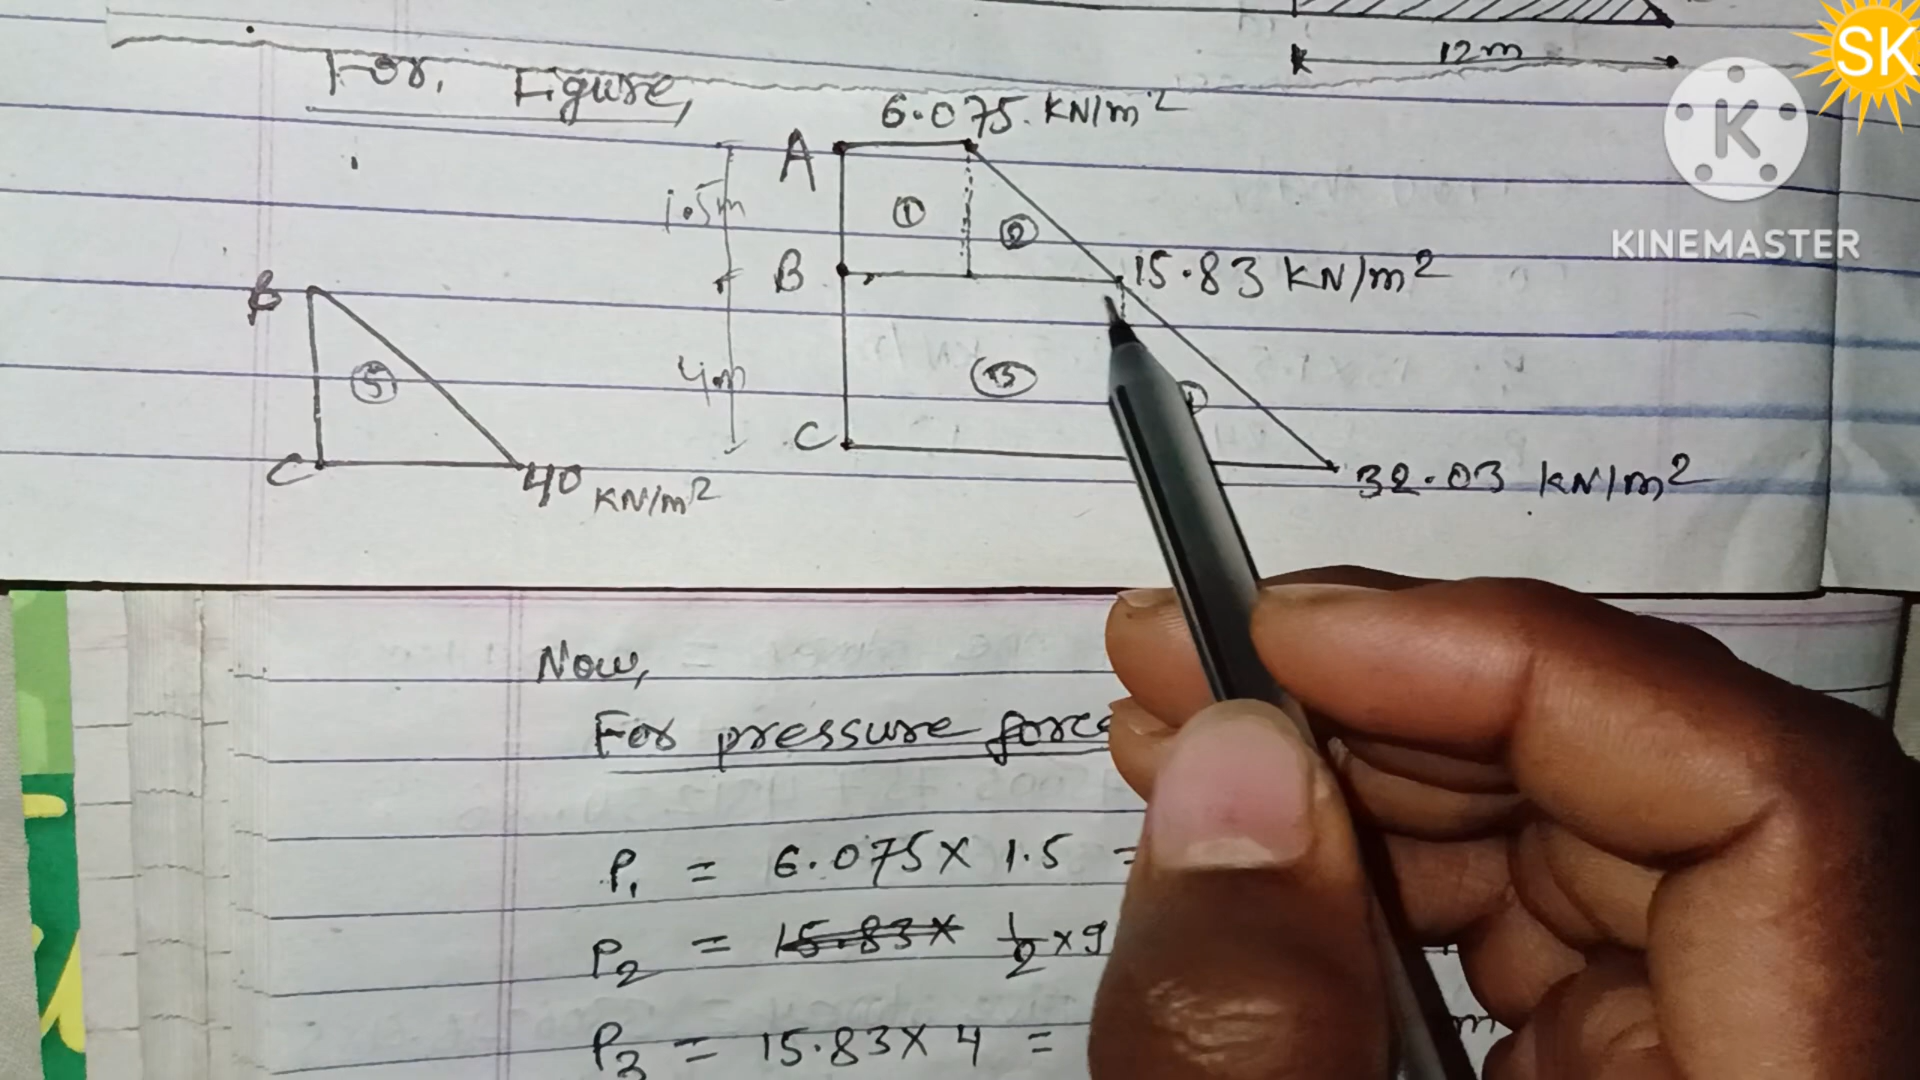 12m
SK
K
KINEMASTER
For, Figure,
6.075 KN/m²
A
1.5m
①
②
B
15.83 KN/m²
B
4m
③
⑤
C
C
40 KN/m²
32.03 KN/m²
Now,
For pressure force
P₁ = 6.075 × 1.5 =
P₂ = 15.83× 1/2 × 9
P₃ = 15.83 × 4 =
m